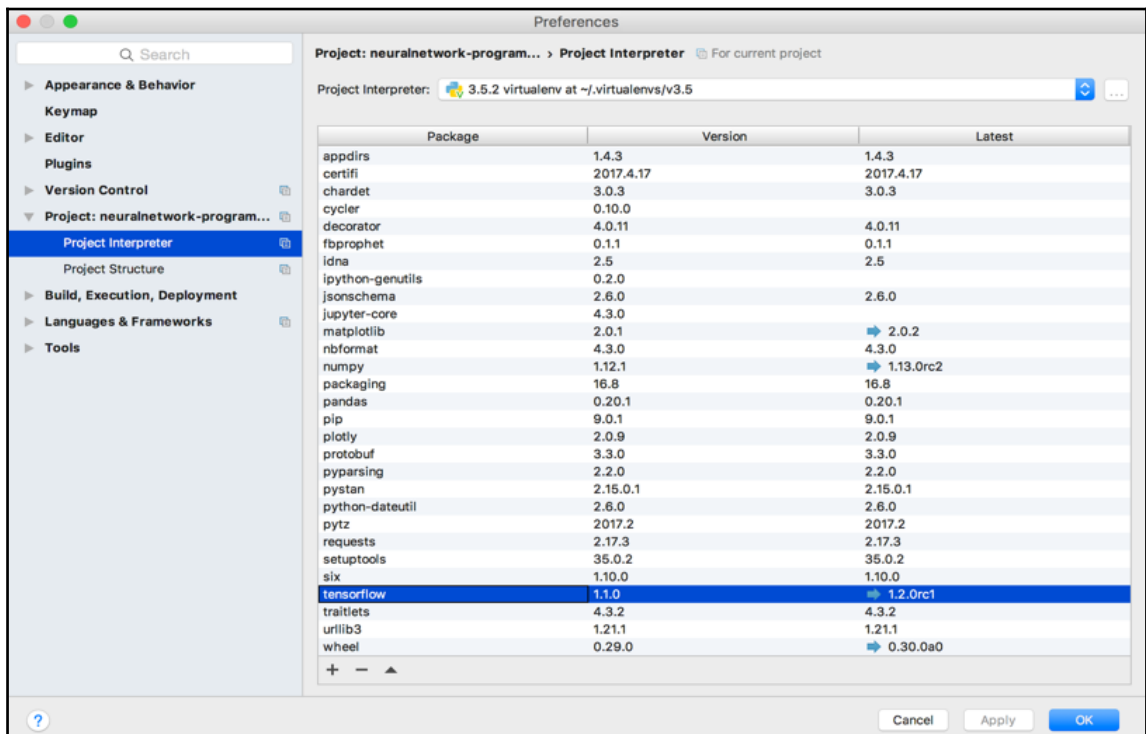 Preferences
Search
Appearance & Behavior
Keymap
Editor
Plugins
Version Control
Project: neuralnetwork-program...
Project Interpreter
Project Structure
Build, Execution, Deployment
Languages & Frameworks
Tools
Project: neuralnetwork-program... › Project Interpreter For current project
Project Interpreter: 3.5.2 virtualenv at ~/.virtualenvs/v3.5 ...
Package Version Latest
appdirs 1.4.3 1.4.3
certifi 2017.4.17 2017.4.17
chardet 3.0.3 3.0.3
cycler 0.10.0
decorator 4.0.11 4.0.11
fbprophet 0.1.1 0.1.1
idna 2.5 2.5
ipython-genutils 0.2.0
jsonschema 2.6.0 2.6.0
jupyter-core 4.3.0
matplotlib 2.0.1 2.0.2
nbformat 4.3.0 4.3.0
numpy 1.12.1 1.13.0rc2
packaging 16.8 16.8
pandas 0.20.1 0.20.1
pip 9.0.1 9.0.1
plotly 2.0.9 2.0.9
protobuf 3.3.0 3.3.0
pyparsing 2.2.0 2.2.0
pystan 2.15.0.1 2.15.0.1
python-dateutil 2.6.0 2.6.0
pytz 2017.2 2017.2
requests 2.17.3 2.17.3
setuptools 35.0.2 35.0.2
six 1.10.0 1.10.0
tensorflow 1.1.0 1.2.0rc1
traitlets 4.3.2 4.3.2
urllib3 1.21.1 1.21.1
wheel 0.29.0 0.30.0a0
+ −
? Cancel Apply OK